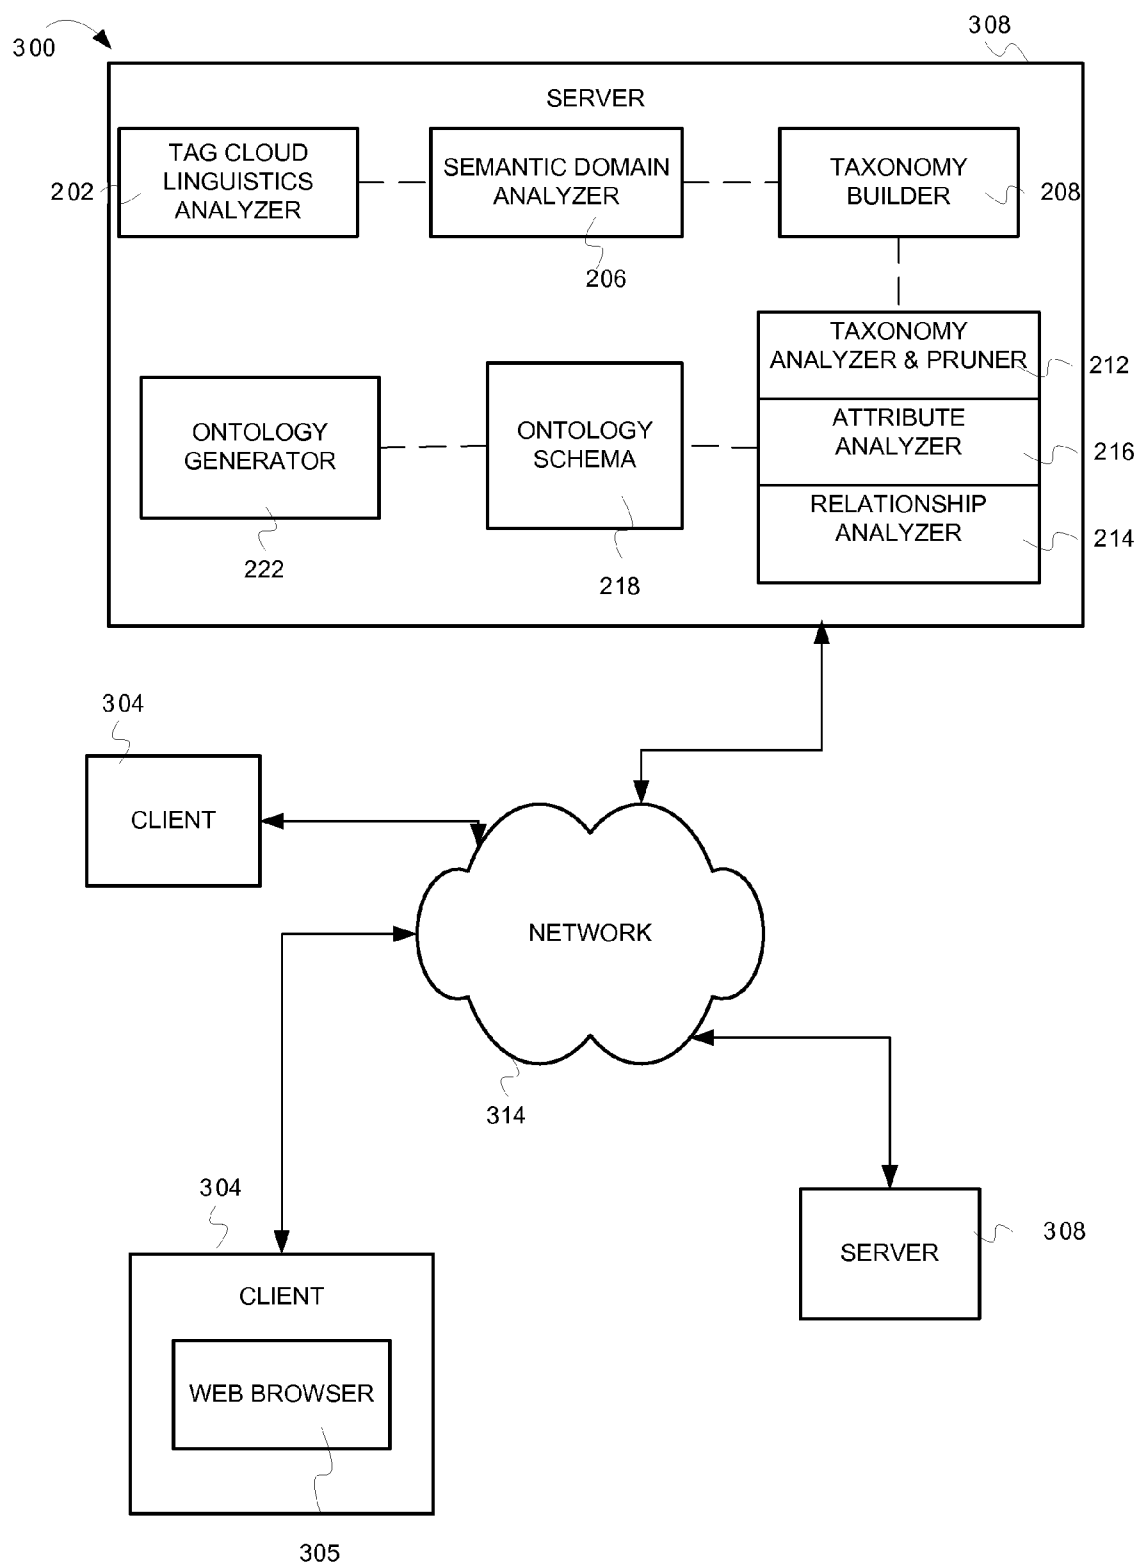 300
308
SERVER
TAG CLOUD
LINGUISTICS
ANALYZER
202
SEMANTIC DOMAIN
ANALYZER
206
TAXONOMY
BUILDER
208
TAXONOMY
ANALYZER & PRUNER
212
ATTRIBUTE
ANALYZER
216
RELATIONSHIP
ANALYZER
214
ONTOLOGY
SCHEMA
218
ONTOLOGY
GENERATOR
222
304
CLIENT
NETWORK
314
304
CLIENT
WEB BROWSER
305
SERVER
308